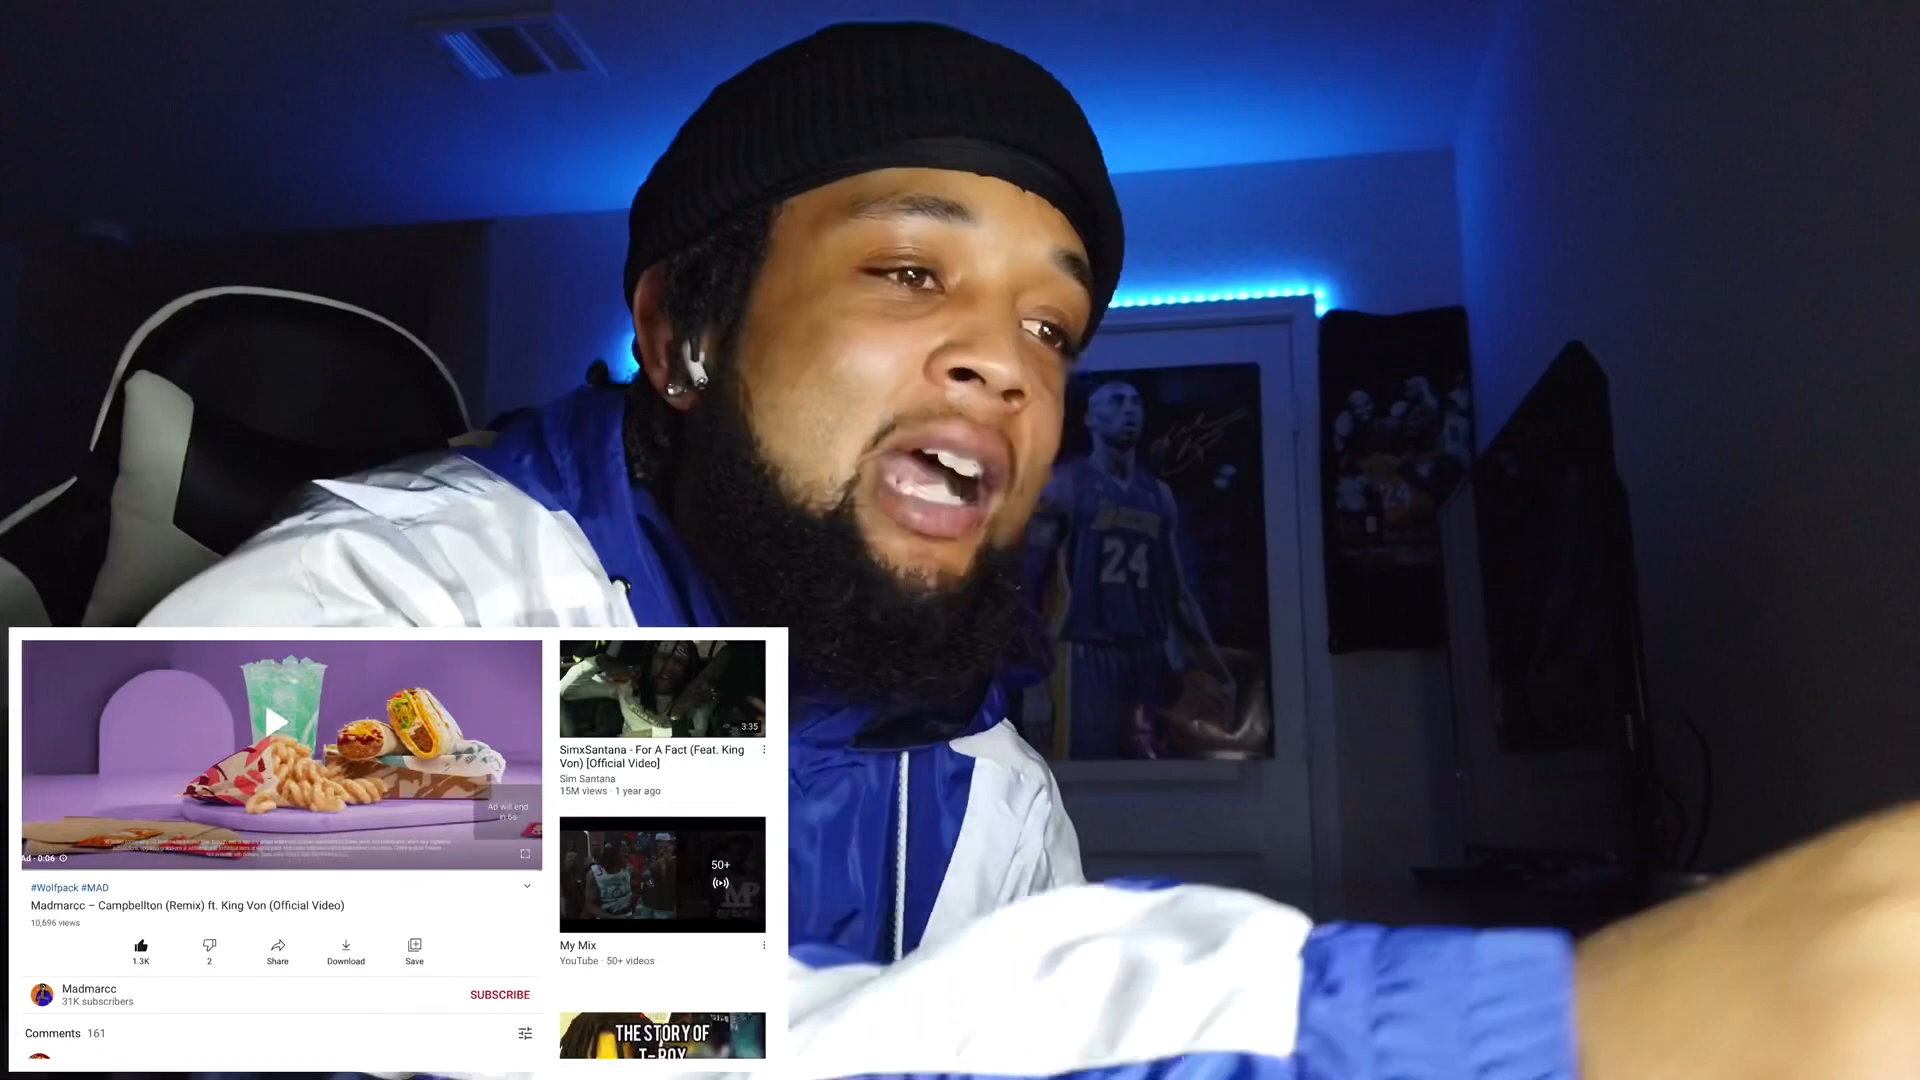 24
24
Ad will end
in 6s
Ad · 0:06
#Wolfpack #MAD
Madmarcc – Campbellton (Remix) ft. King Von (Official Video)
10,696 views
1.3K
2
Share
Download
Save
Madmarcc
31K subscribers
SUBSCRIBE
Comments 161
3:35
SimxSantana - For A Fact (Feat. King
Von) [Official Video]
Sim Santana
15M views · 1 year ago
50+
My Mix
YouTube · 50+ videos
THE STORY OF
T-ROY